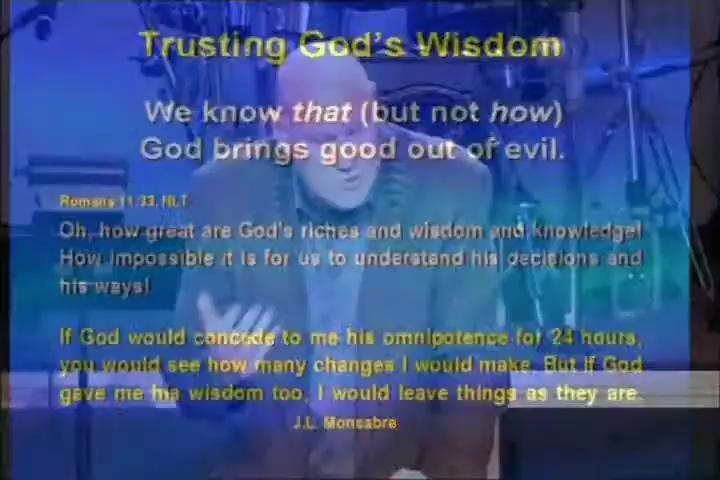 Trusting God's Wisdom
We know that (but not how)
God brings good out of evil.
Romans 11:33, NLT
Oh, how great are God's riches and wisdom and knowledge!
How impossible it is for us to understand his decisions and
his ways!
If God would concede to me his omnipotence for 24 hours,
you would see how many changes I would make. But if God
gave me his wisdom too, I would leave things as they are.
J.L. Monsabre